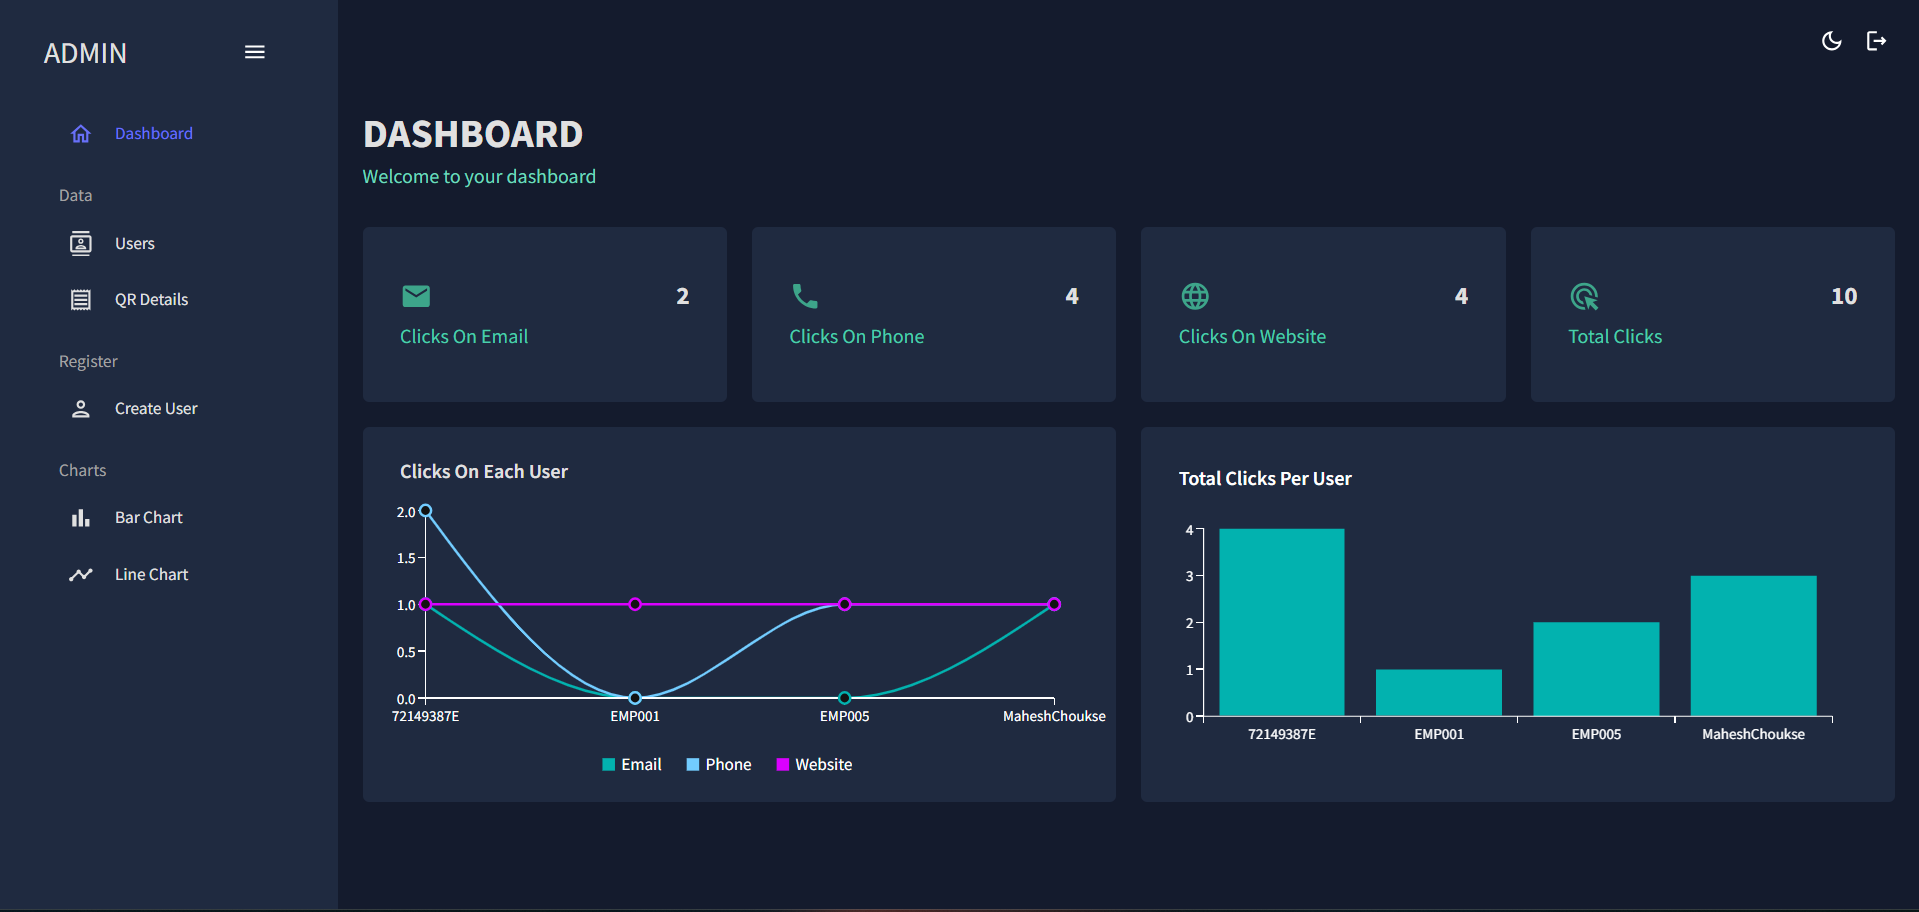 ADMIN
Dashboard
Data
Users
QR Details
Register
Create User
Charts
Bar Chart
Line Chart
DASHBOARD
Welcome to your dashboard
2
Clicks On Email
4
Clicks On Phone
4
Clicks On Website
10
Total Clicks
Clicks On Each User
2.0
1.5
1.0
0.5
0.0
72149387E EMP001 EMP005 MaheshChoukse
Email Phone Website
Total Clicks Per User
4
3
2
1
0
72149387E EMP001 EMP005 MaheshChoukse